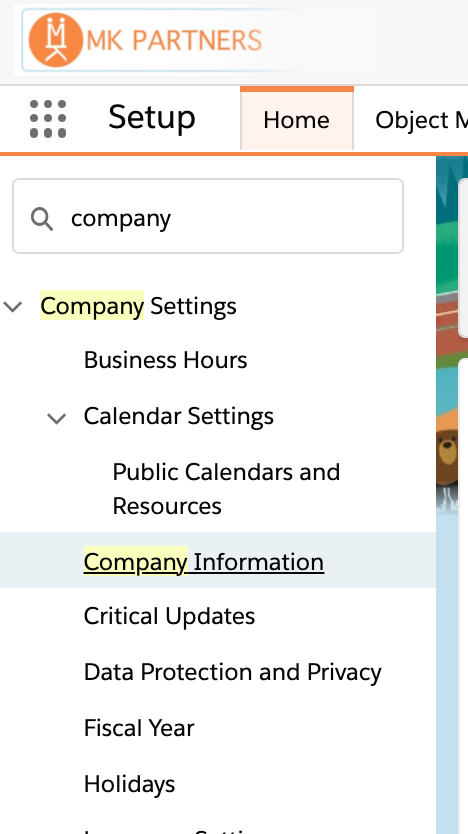 MK PARTNERS
Setup
Home
Object
company
Company Settings
Business Hours
Calendar Settings
Public Calendars and
Resources
Company Information
Critical Updates
Data Protection and Privacy
Fiscal Year
Holidays